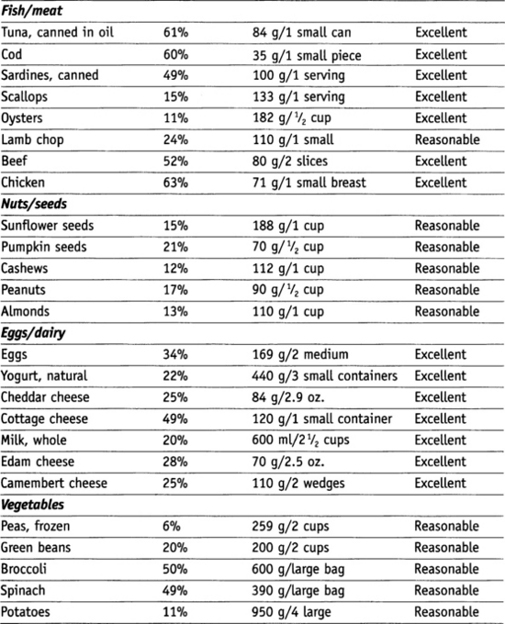 Fish/meat
Tuna, canned in oil 61% 84 g/1 small can Excellent
Cod 60% 35 g/1 small piece Excellent
Sardines, canned 49% 100 g/1 serving Excellent
Scallops 15% 133 g/1 serving Excellent
Oysters 11% 182 g/½ cup Excellent
Lamb chop 24% 110 g/1 small Reasonable
Beef 52% 80 g/2 slices Excellent
Chicken 63% 71 g/1 small breast Excellent
Nuts/seeds
Sunflower seeds 15% 188 g/1 cup Reasonable
Pumpkin seeds 21% 70 g/½ cup Reasonable
Cashews 12% 112 g/1 cup Reasonable
Peanuts 17% 90 g/½ cup Reasonable
Almonds 13% 110 g/1 cup Reasonable
Eggs/dairy
Eggs 34% 169 g/2 medium Excellent
Yogurt, natural 22% 440 g/3 small containers Excellent
Cheddar cheese 25% 84 g/2.9 oz. Excellent
Cottage cheese 49% 120 g/1 small container Excellent
Milk, whole 20% 600 ml/2½ cups Excellent
Edam cheese 28% 70 g/2.5 oz. Excellent
Camembert cheese 25% 110 g/2 wedges Excellent
Vegetables
Peas, frozen 6% 259 g/2 cups Reasonable
Green beans 20% 200 g/2 cups Reasonable
Broccoli 50% 600 g/large bag Reasonable
Spinach 49% 390 g/large bag Reasonable
Potatoes 11% 950 g/4 large Reasonable